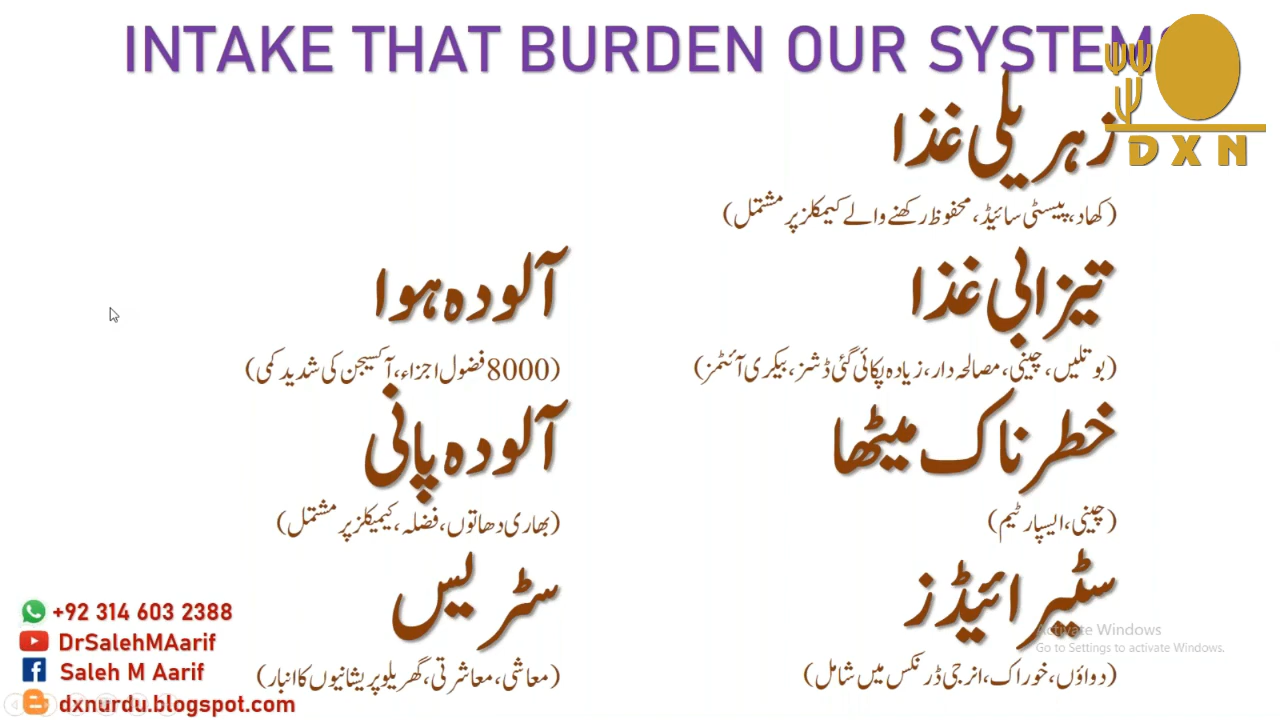 INTAKE THAT BURDEN OUR SYSTEMS
DXN
زہریلی غذا
(کھاد، پیسٹی سائیڈ، محفوظ رکھنے والے کیمکلز پر مشتمل)
تیزابی غذا
(بوتلیں، چینی، مصالحہ دار، زیادہ پکائی گئی ڈشز، بیکری آئٹمز)
خطرناک میٹھا
(چینی، ایسپارٹیم)
سٹیرائیڈز
(دواؤں، خوراک، انرجی ڈرنکس میں شامل)
آلودہ ہوا
(8000 فضول اجزاء، آکسیجن کی شدید کمی)
آلودہ پانی
(بھاری دھاتوں، فضلہ، کیمیکلز پر مشتمل)
سٹریس
(معاشی، معاشرتی، گھریلو پریشانیوں کا انبار)
+92 314 603 2388
DrSalehMAarif
Saleh M Aarif
dxnurdu.blogspot.com
Activate Windows
Go to Settings to activate Windows.